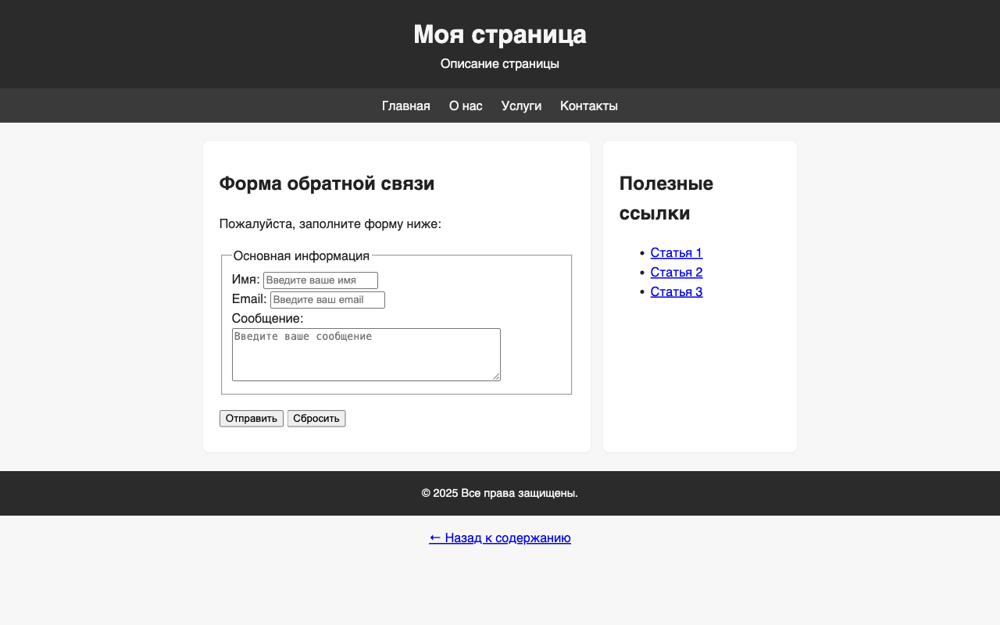 Моя страница
Описание страницы
Главная О нас Услуги Контакты
Форма обратной связи
Пожалуйста, заполните форму ниже:
Основная информация
Имя: Введите ваше имя
Email: Введите ваш email
Сообщение:
Введите ваше сообщение
Отправить Сбросить
Полезные
ссылки
• Статья 1
• Статья 2
• Статья 3
© 2025 Все права защищены.
← Назад к содержанию